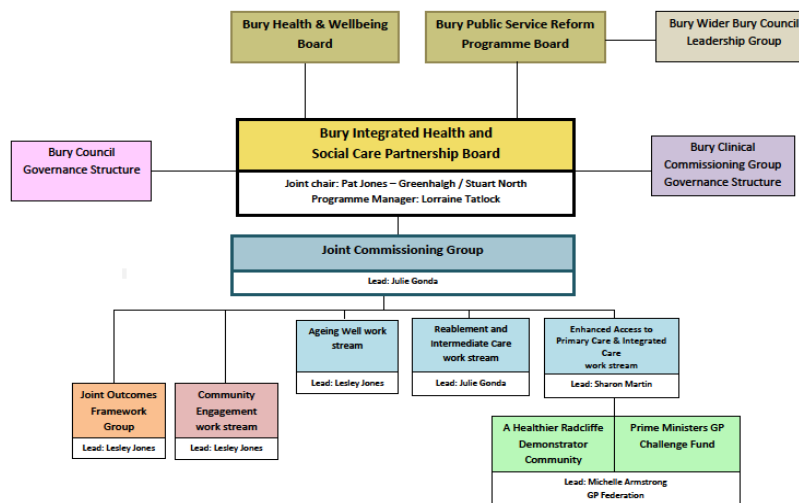 Bury Health & Wellbeing
Board
Bury Public Service Reform
Programme Board
Bury Wider Bury Council
Leadership Group
Bury Integrated Health and
Social Care Partnership Board
Joint chair: Pat Jones – Greenhalgh / Stuart North
Programme Manager: Lorraine Tatlock
Bury Council
Governance Structure
Bury Clinical
Commissioning Group
Governance Structure
Joint Commissioning Group
Lead: Julie Gonda
Ageing Well work
stream
Lead: Lesley Jones
Reablement and
Intermediate Care
work stream
Lead: Julie Gonda
Enhanced Access to
Primary Care & Integrated
Care
work stream
Lead: Sharon Martin
Joint Outcomes
Framework
Group
Lead: Lesley Jones
Community
Engagement
work stream
Lead: Lesley Jones
A Healthier Radcliffe
Demonstrator
Community
Prime Ministers GP
Challenge Fund
Lead: Michelle Armstrong
GP Federation